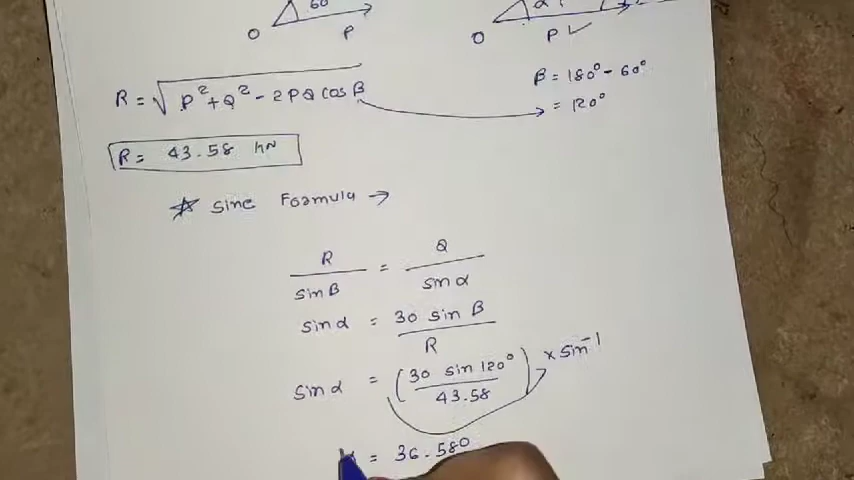 60°
α
O P
O P ✓
R = √P² + Q² - 2PQ cos β
β = 180° - 60°
= 120°
R = 43.58 kN
☆ sine Formula →
R/sin β = Q/sin α
sin α = 30 sin β/R
sin α = (30 sin 120°/43.58) × sin⁻¹
= 36.58°